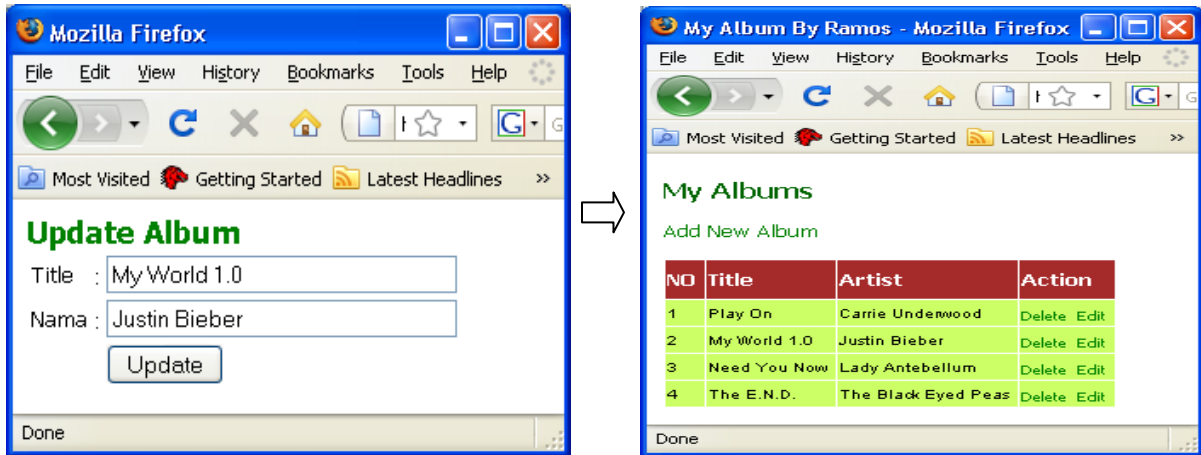 Mozilla Firefox
File Edit View History Bookmarks Tools Help
G
Most Visited Getting Started Latest Headlines »
Update Album
Title : My World 1.0
Nama : Justin Bieber
Update
Done
My Album By Ramos - Mozilla Firefox
File Edit View History Bookmarks Tools Help
G
Most Visited Getting Started Latest Headlines »
My Albums
Add New Album
NO Title Artist Action
1 Play On Carrie Underwood Delete Edit
2 My World 1.0 Justin Bieber Delete Edit
3 Need You Now Lady Antebellum Delete Edit
4 The E.N.D. The Black Eyed Peas Delete Edit
Done